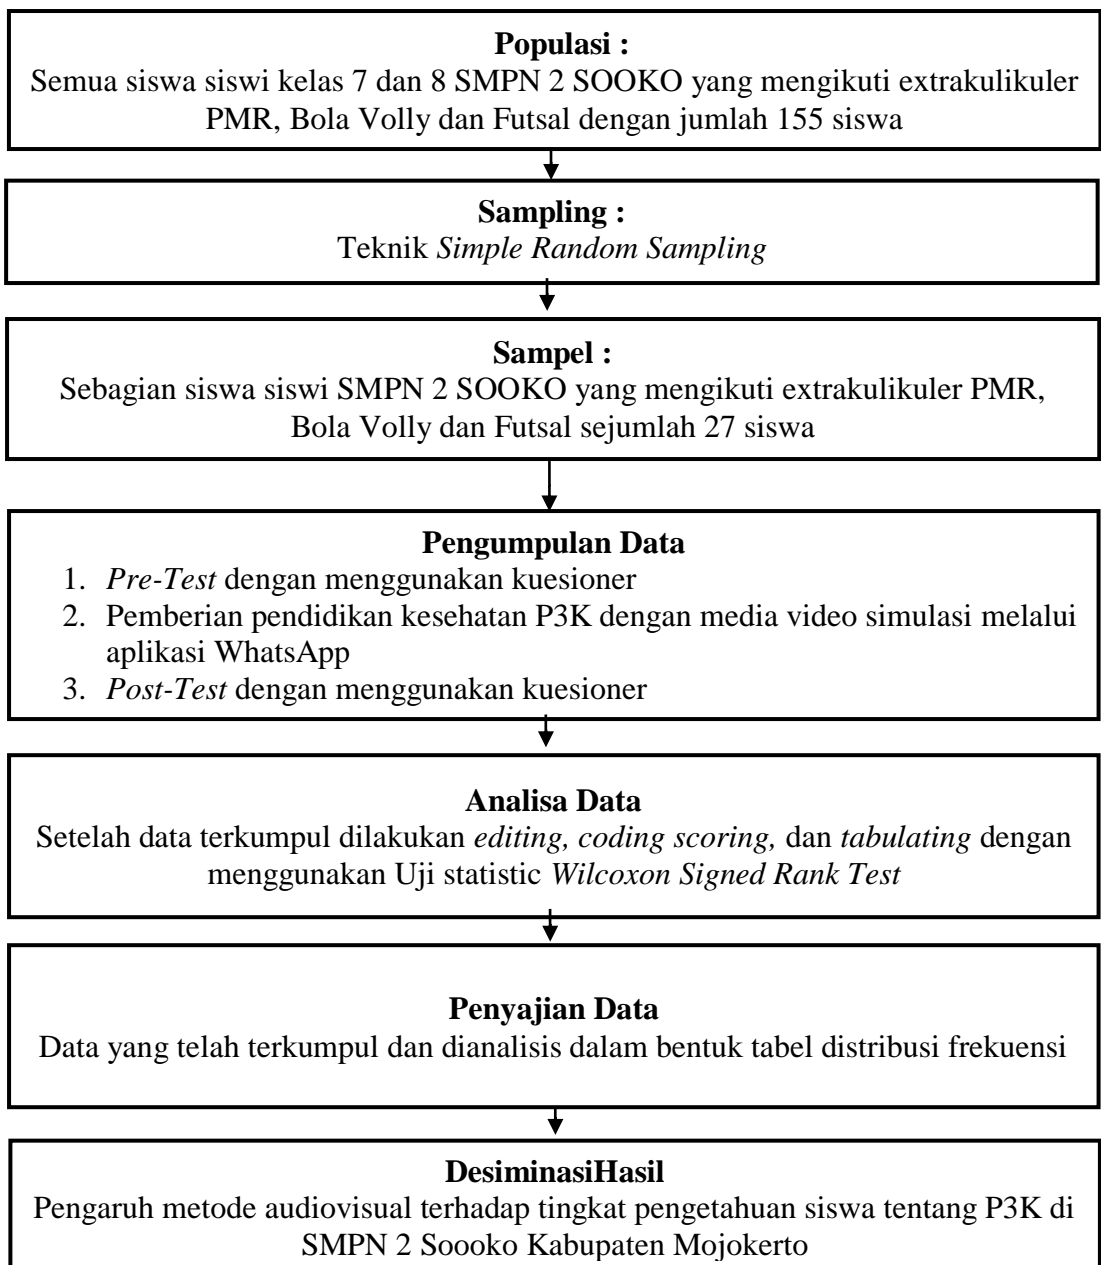 Populasi :
Semua siswa siswi kelas 7 dan 8 SMPN 2 SOOKO yang mengikuti extrakulikuler
PMR, Bola Volly dan Futsal dengan jumlah 155 siswa
Sampling :
Teknik Simple Random Sampling
Sampel :
Sebagian siswa siswi SMPN 2 SOOKO yang mengikuti extrakulikuler PMR,
Bola Volly dan Futsal sejumlah 27 siswa
Pengumpulan Data
1. Pre-Test dengan menggunakan kuesioner
2. Pemberian pendidikan kesehatan P3K dengan media video simulasi melalui
aplikasi WhatsApp
3. Post-Test dengan menggunakan kuesioner
Analisa Data
Setelah data terkumpul dilakukan editing, coding scoring, dan tabulating dengan
menggunakan Uji statistic Wilcoxon Signed Rank Test
Penyajian Data
Data yang telah terkumpul dan dianalisis dalam bentuk tabel distribusi frekuensi
DesiminasiHasil
Pengaruh metode audiovisual terhadap tingkat pengetahuan siswa tentang P3K di
SMPN 2 Soooko Kabupaten Mojokerto